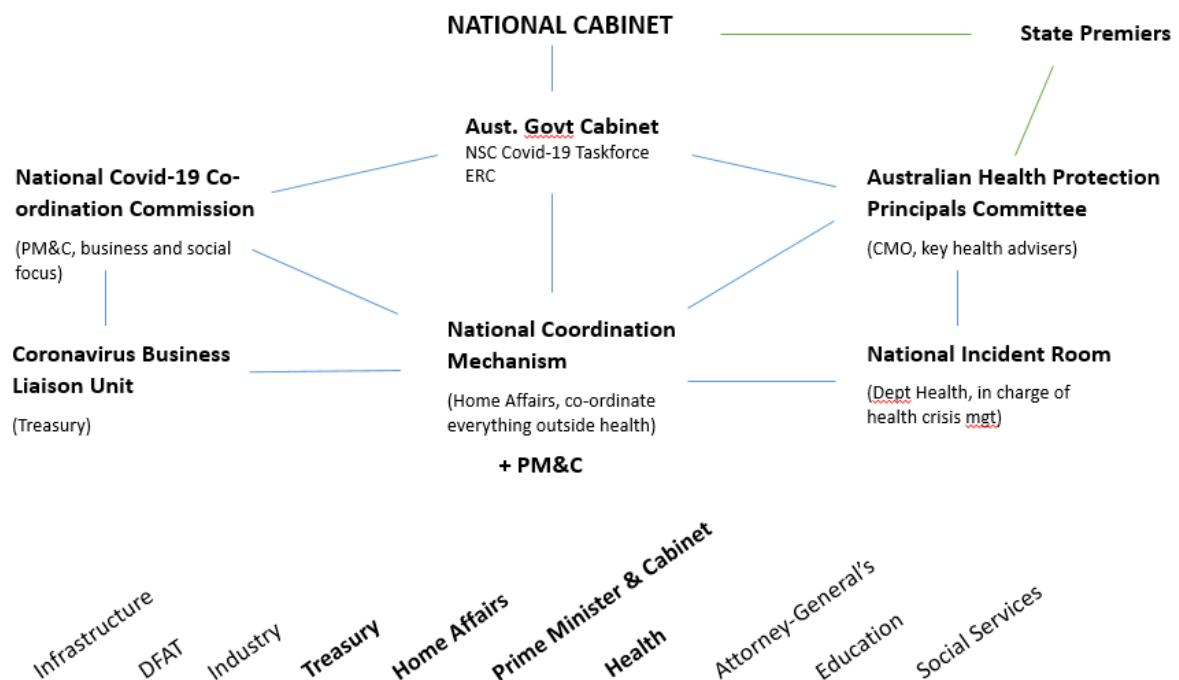 NATIONAL CABINET
State Premiers
Aust. Govt Cabinet
NSC Covid-19 Taskforce
ERC
National Covid-19 Co-
ordination Commission
(PM&C, business and social
focus)
Australian Health Protection
Principals Committee
(CMO, key health advisers)
Coronavirus Business
Liaison Unit
(Treasury)
National Coordination
Mechanism
(Home Affairs, co-ordinate
everything outside health)
+ PM&C
National Incident Room
(Dept Health, in charge of
health crisis mgt)
Infrastructure
DFAT
Industry
Treasury
Home Affairs
Prime Minister & Cabinet
Health
Attorney-General's
Education
Social Services